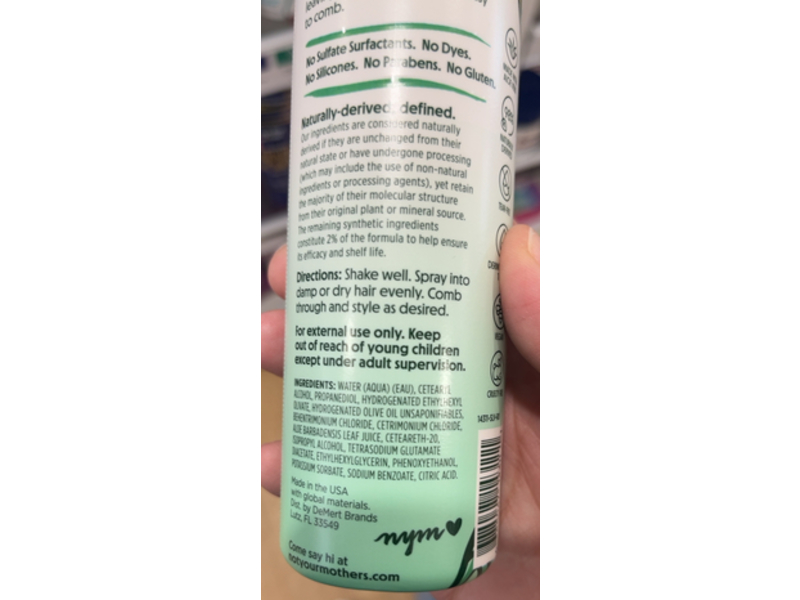 to comb.
No Sulfate Surfactants. No Dyes.
No Silicones. No Parabens. No Gluten.
Naturally-derived, defined.
Our ingredients are considered naturally
derived if they are unchanged from their
natural state or have undergone processing
(which may include the use of non-natural
ingredients or processing agents), yet retain
the majority of their molecular structure
from their original plant or mineral source.
The remaining synthetic ingredients
constitute 2% of the formula to help ensure
its efficacy and shelf life.
Directions: Shake well. Spray into
damp or dry hair evenly. Comb
through and style as desired.
For external use only. Keep
out of reach of young children
except under adult supervision.
INGREDIENTS: WATER (AQUA) (EAU), CETEARYL
ALCOHOL, PROPANEDIOL, HYDROGENATED ETHYLHEXYL
OLIVATE, HYDROGENATED OLIVE OIL UNSAPONIFIABLES,
BEHENTRIMONIUM CHLORIDE, CETRIMONIUM CHLORIDE,
ALOE BARBADENSIS LEAF JUICE, CETEARETH-20,
ISOPROPYL ALCOHOL, TETRASODIUM GLUTAMATE
DIACETATE, ETHYLHEXYLGLYCERIN, PHENOXYETHANOL,
POTASSIUM SORBATE, SODIUM BENZOATE, CITRIC ACID.
Made in the USA
with global materials.
Dist. by DeMert Brands
Lutz, FL 33549
nym
Come say hi at
notyourmothers.com